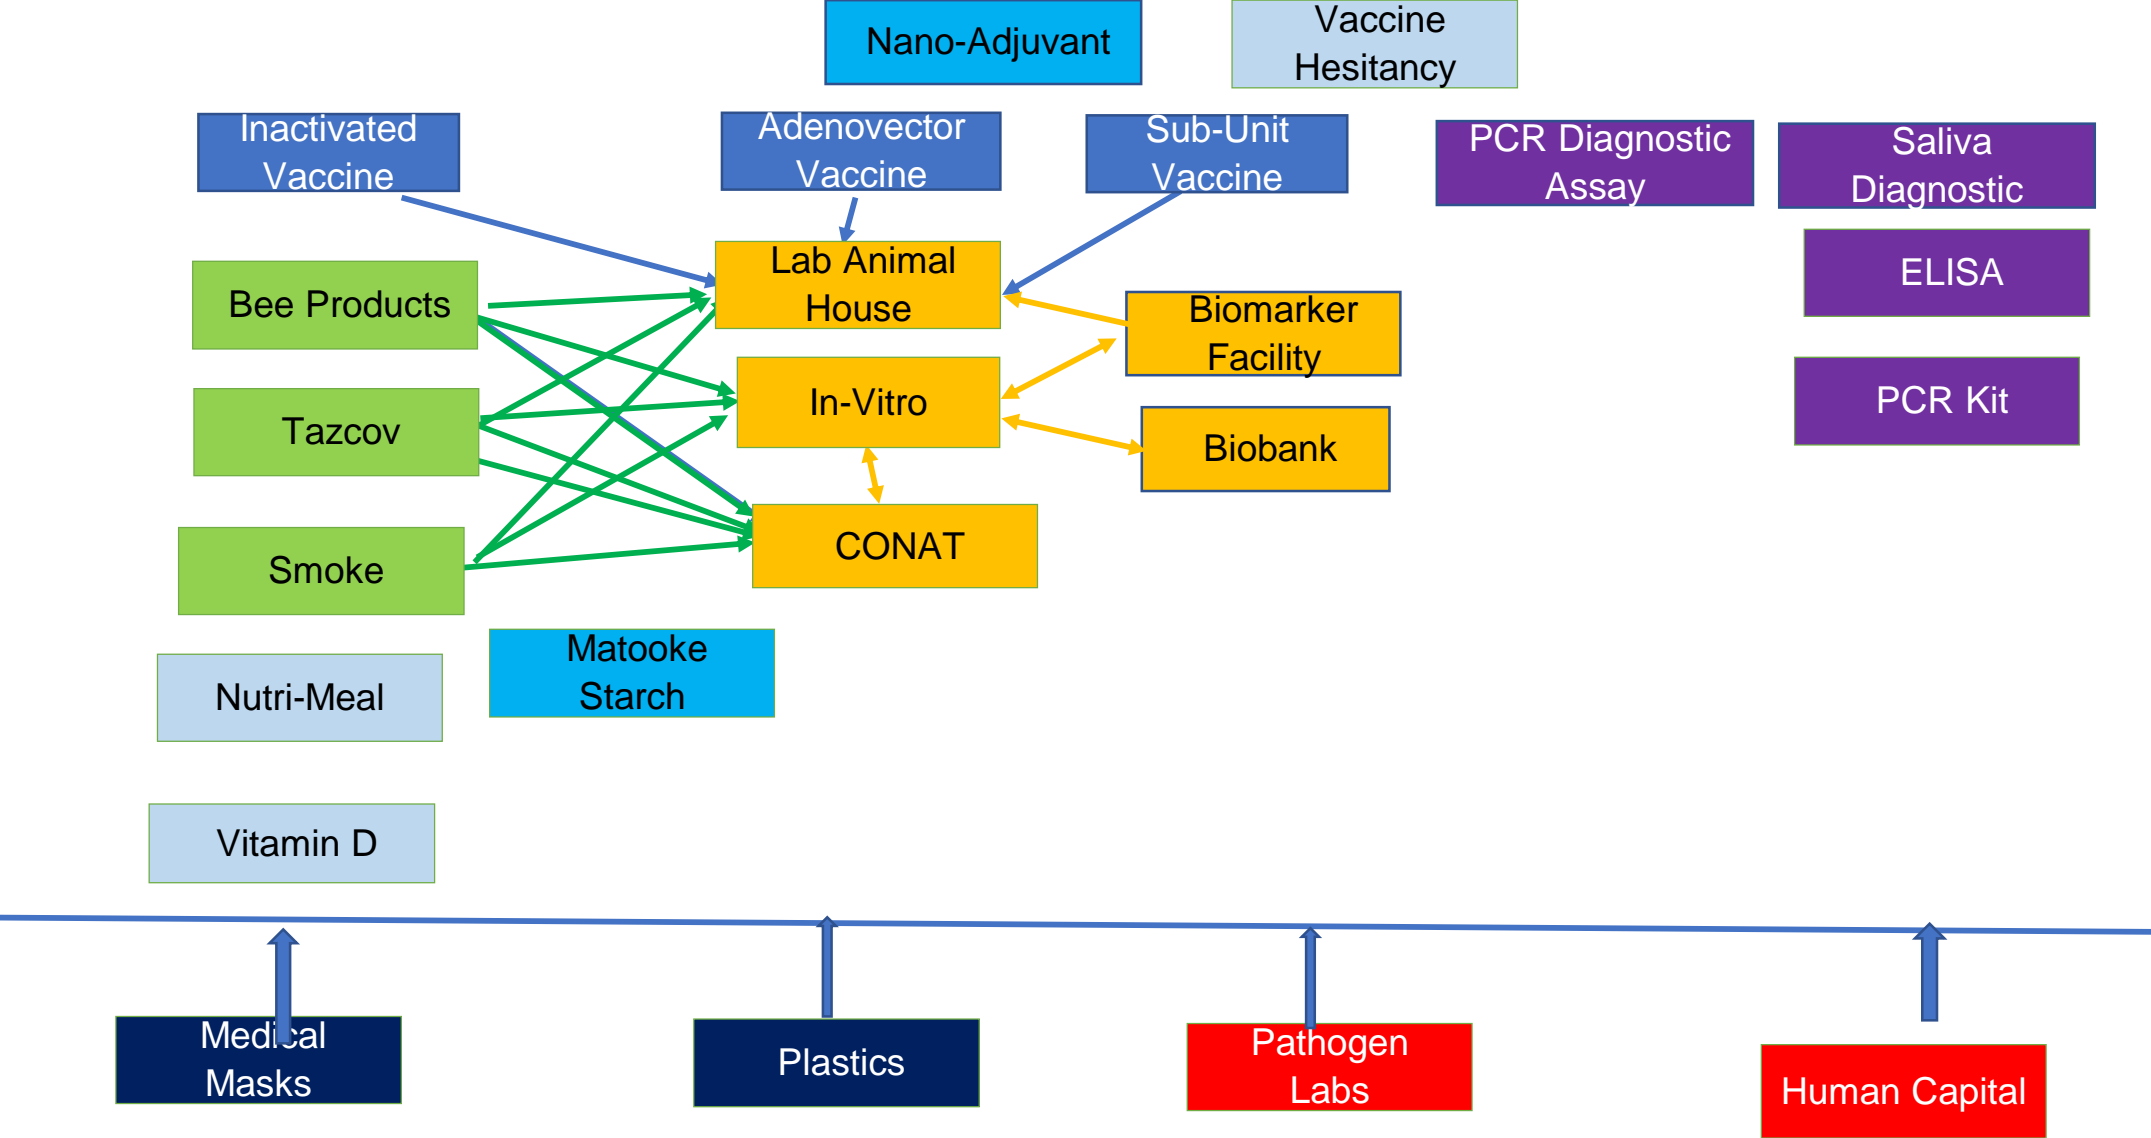 Nano-Adjuvant
Vaccine
Hesitancy
Inactivated
Vaccine
Adenovector
Vaccine
Sub-Unit
Vaccine
PCR Diagnostic
Assay
Saliva
Diagnostic
Lab Animal
House
ELISA
Bee Products
Biomarker
Facility
In-Vitro
PCR Kit
Tazcov
Biobank
CONAT
Smoke
Matooke
Starch
Nutri-Meal
Vitamin D
Medical
Masks
Plastics
Pathogen
Labs
Human Capital